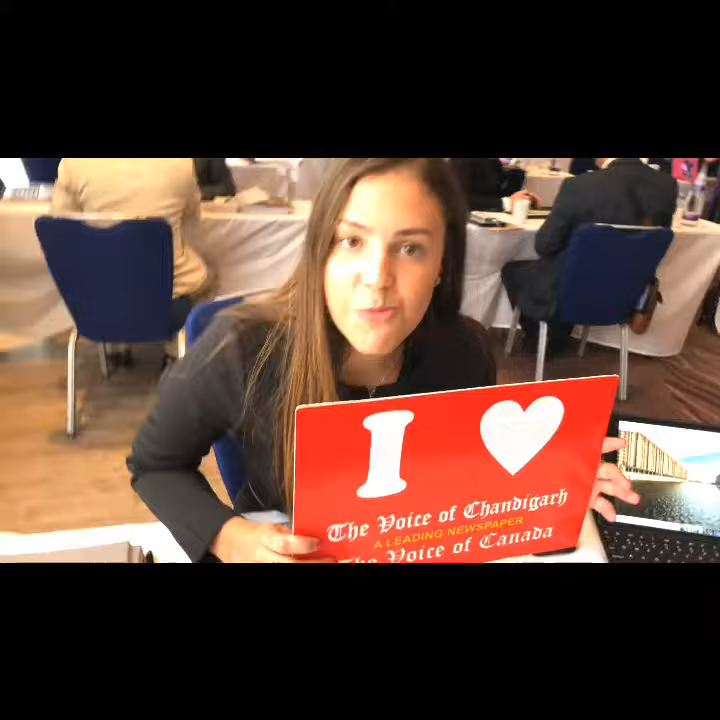 I
The Voice of Chandigarh
A LEADING NEWSPAPER
The Voice of Canada